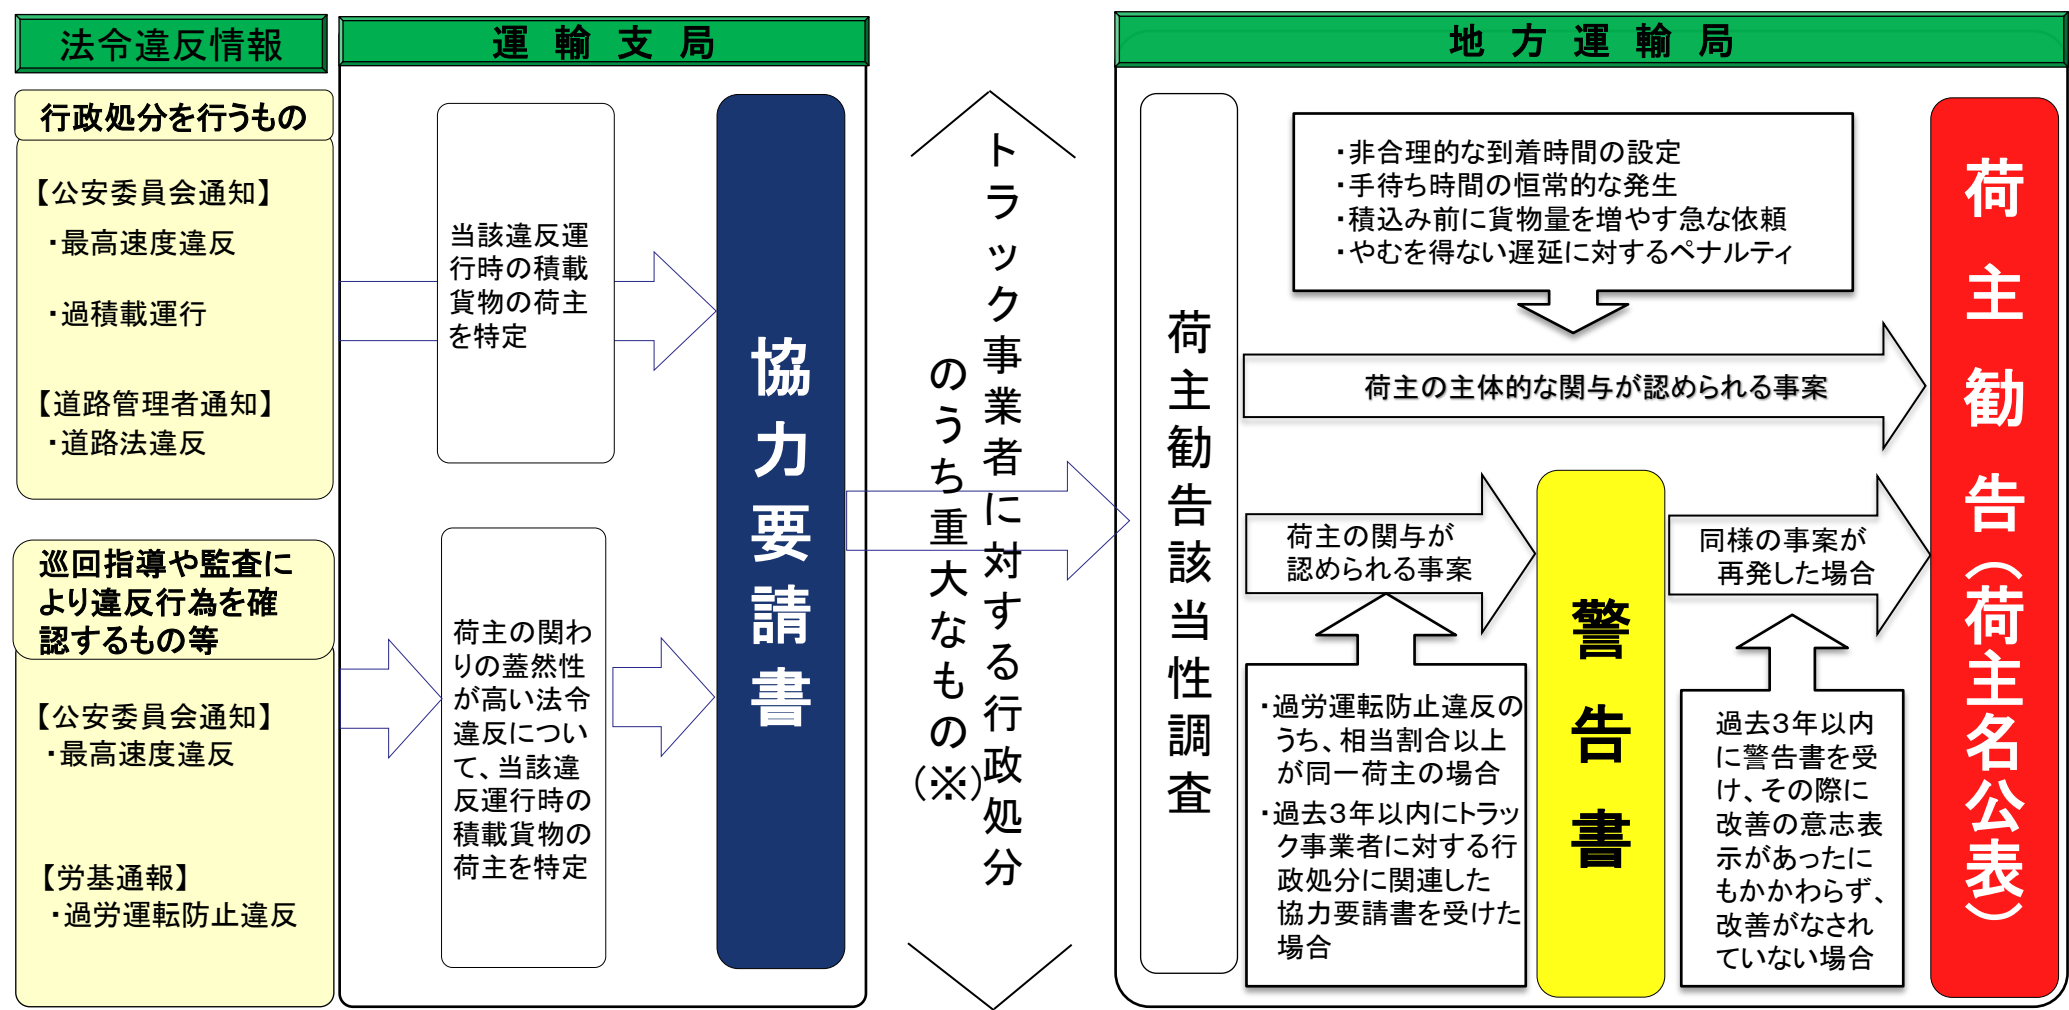 法令違反情報
運輸支局
地方運輸局
行政処分を行うもの
【公安委員会通知】
・最高速度違反
・過積載運行
【道路管理者通知】
・道路法違反
巡回指導や監査に
より違反行為を確
認するもの等
【公安委員会通知】
・最高速度違反
【労基通報】
・過労運転防止違反
当該違反運
行時の積載
貨物の荷主
を特定
荷主の関わ
りの蓋然性
が高い法令
違反につい
て、当該違
反運行時の
積載貨物の
荷主を特定
協力要請書
トラック事業者に対する行政処分
のうち重大なもの(※)
荷主勧告該当性調査
・非合理的な到着時間の設定
・手待ち時間の恒常的な発生
・積込み前に貨物量を増やす急な依頼
・やむを得ない遅延に対するペナルティ
荷主の主体的な関与が認められる事案
荷主の関与が
認められる事案
・過労運転防止違反の
うち、相当割合以上
が同一荷主の場合
・過去3年以内にトラッ
ク事業者に対する行
政処分に関連した
協力要請書を受けた
場合
警告書
同様の事案が
再発した場合
過去3年以内
に警告書を受
け、その際に
改善の意志表
示があったに
もかかわらず、
改善がなされ
ていない場合
荷主勧告(荷主名公表)